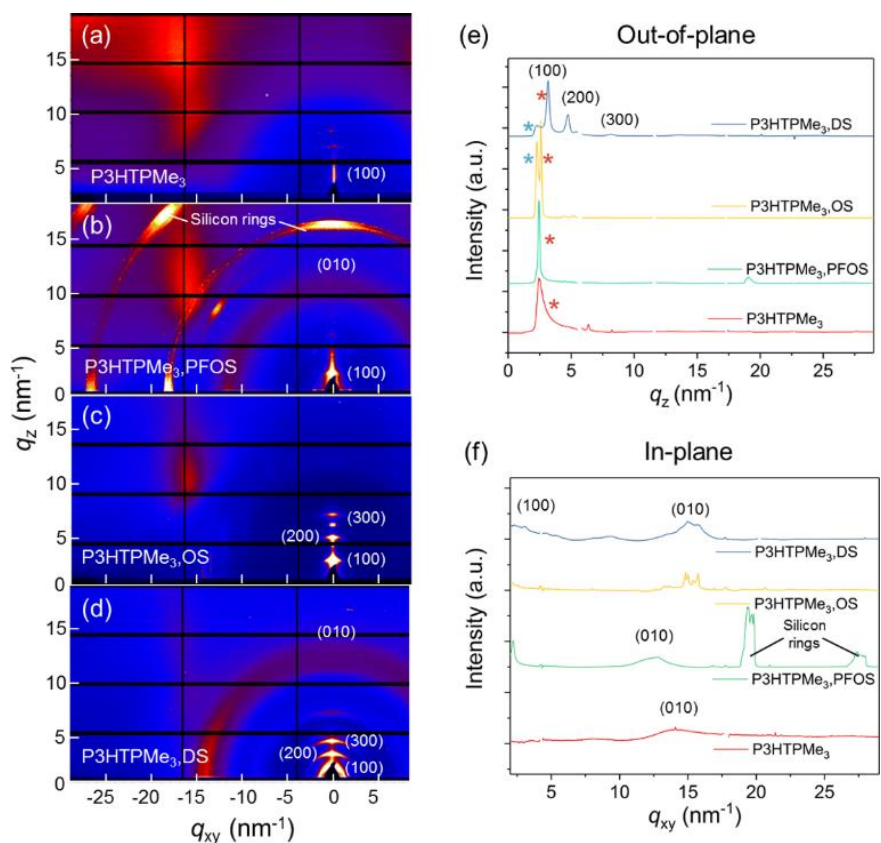 (a)
15
10
5
P3HTPMe₃
(100)
(b)
Silicon rings
15
(010)
10
5
P3HTPMe₃,PFOS
(100)
0
(c)
15
10
(300)
5
(200)
P3HTPMe₃,OS
(100)
0
(d)
15
(010)
10
5
(300)
P3HTPMe₃,DS
(200)
(100)
0
-25 -20 -15 -10 -5 0 5
qxy (nm⁻¹)
qz (nm⁻¹)
(e)
Out-of-plane
(100)
*
(200)
*
(300)
P3HTPMe₃,DS
* *
P3HTPMe₃,OS
*
P3HTPMe₃,PFOS
*
P3HTPMe₃
Intensity (a.u.)
0 5 10 15 20 25
qz (nm⁻¹)
(f)
In-plane
(100)
(010)
P3HTPMe₃,DS
P3HTPMe₃,OS
Silicon
rings
(010)
P3HTPMe₃,PFOS
(010)
P3HTPMe₃
Intensity (a.u.)
5 10 15 20 25
qxy (nm⁻¹)